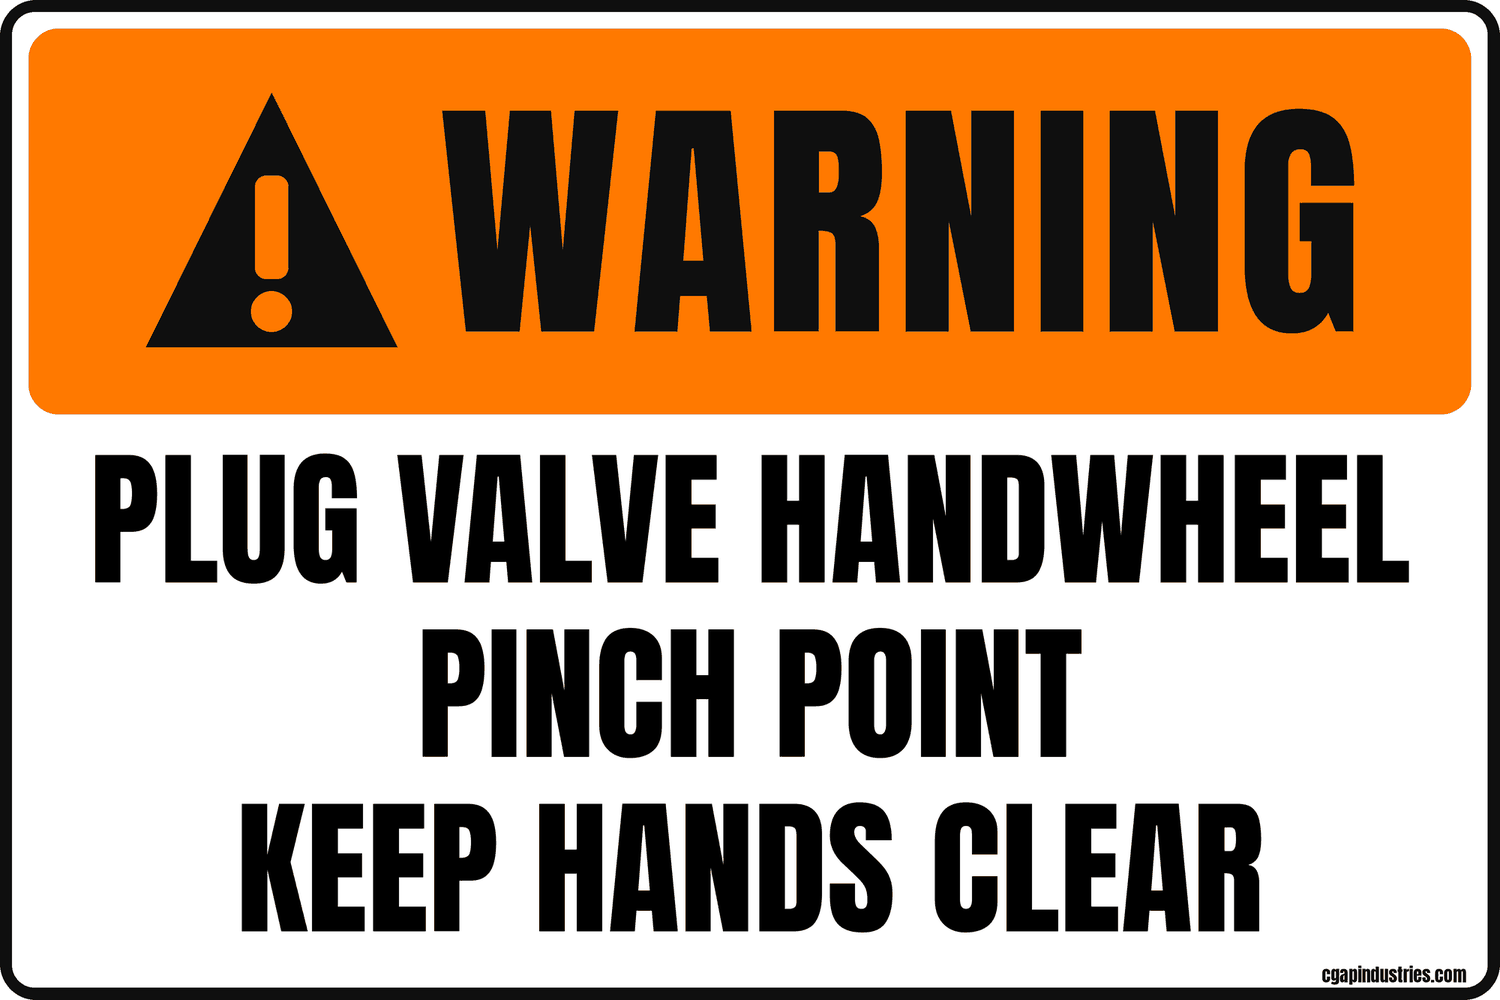 WARNING
PLUG VALVE HANDWHEEL
PINCH POINT
KEEP HANDS CLEAR
cgapindustries.com